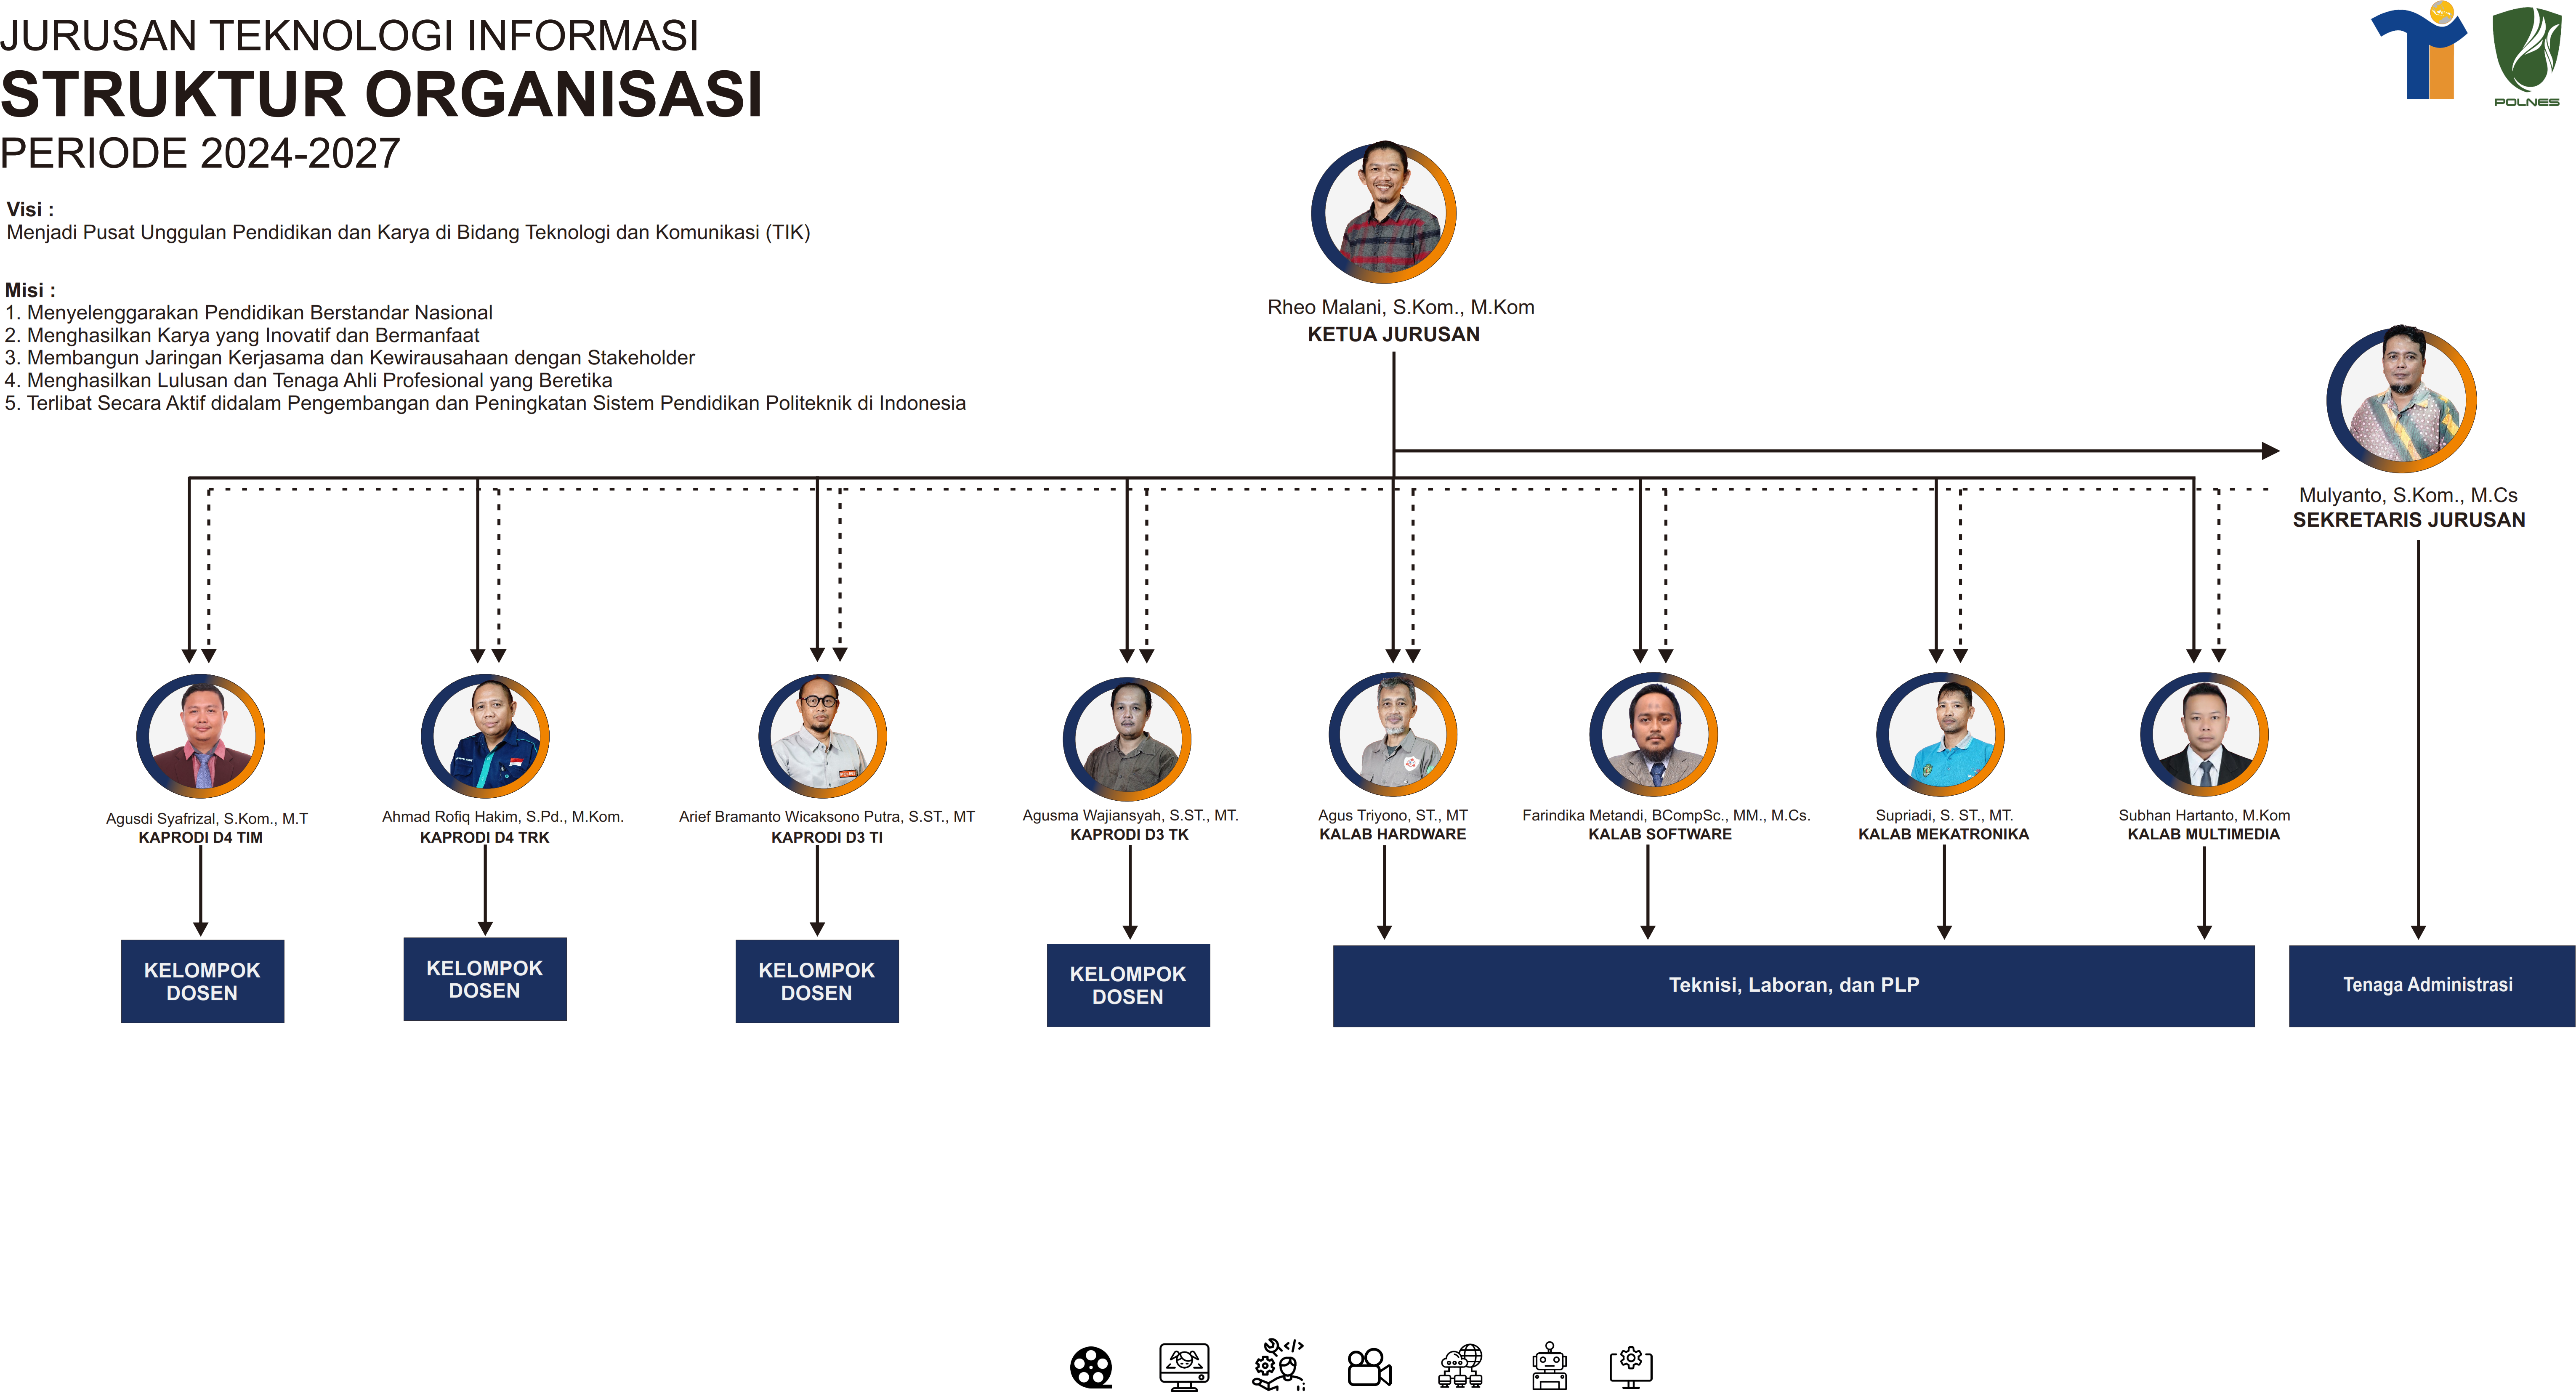 JURUSAN TEKNOLOGI INFORMASI
STRUKTUR ORGANISASI
PERIODE 2024-2027
POLNES
Visi :
Menjadi Pusat Unggulan Pendidikan dan Karya di Bidang Teknologi dan Komunikasi (TIK)
Misi :
1. Menyelenggarakan Pendidikan Berstandar Nasional
2. Menghasilkan Karya yang Inovatif dan Bermanfaat
3. Membangun Jaringan Kerjasama dan Kewirausahaan dengan Stakeholder
4. Menghasilkan Lulusan dan Tenaga Ahli Profesional yang Beretika
5. Terlibat Secara Aktif didalam Pengembangan dan Peningkatan Sistem Pendidikan Politeknik di Indonesia
Rheo Malani, S.Kom., M.Kom
KETUA JURUSAN
Mulyanto, S.Kom., M.Cs
SEKRETARIS JURUSAN
Agusdi Syafrizal, S.Kom., M.T
KAPRODI D4 TIM
Ahmad Rofiq Hakim, S.Pd., M.Kom.
KAPRODI D4 TRK
Arief Bramanto Wicaksono Putra, S.ST., MT
KAPRODI D3 TI
Agusma Wajiansyah, S.ST., MT.
KAPRODI D3 TK
Agus Triyono, ST., MT
KALAB HARDWARE
Farindika Metandi, BCompSc., MM., M.Cs.
KALAB SOFTWARE
Supriadi, S. ST., MT.
KALAB MEKATRONIKA
Subhan Hartanto, M.Kom
KALAB MULTIMEDIA
KELOMPOK
DOSEN
KELOMPOK
DOSEN
KELOMPOK
DOSEN
KELOMPOK
DOSEN
Teknisi, Laboran, dan PLP
Tenaga Administrasi